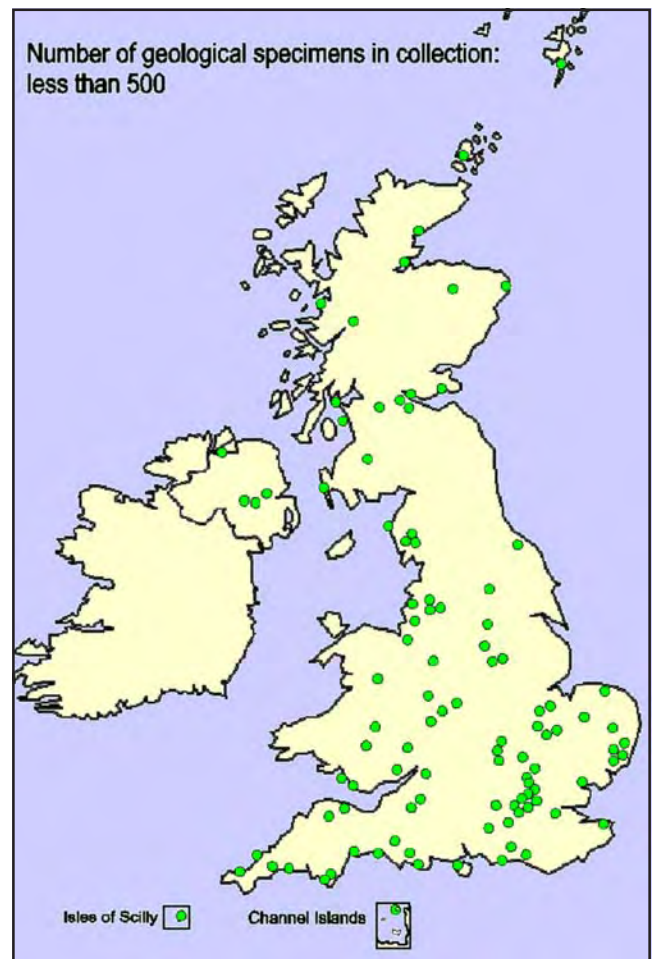 Number of geological specimens in collection:
less than 500
Isles of Scilly
Channel Islands